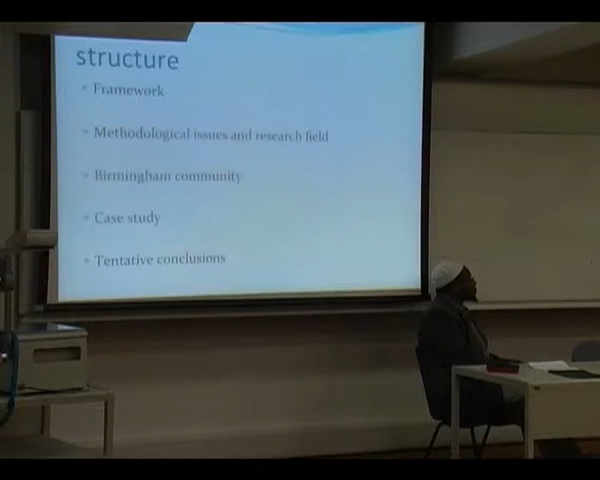 structure
Framework
Methodological issues and research field
Birmingham community
Case study
Tentative conclusions